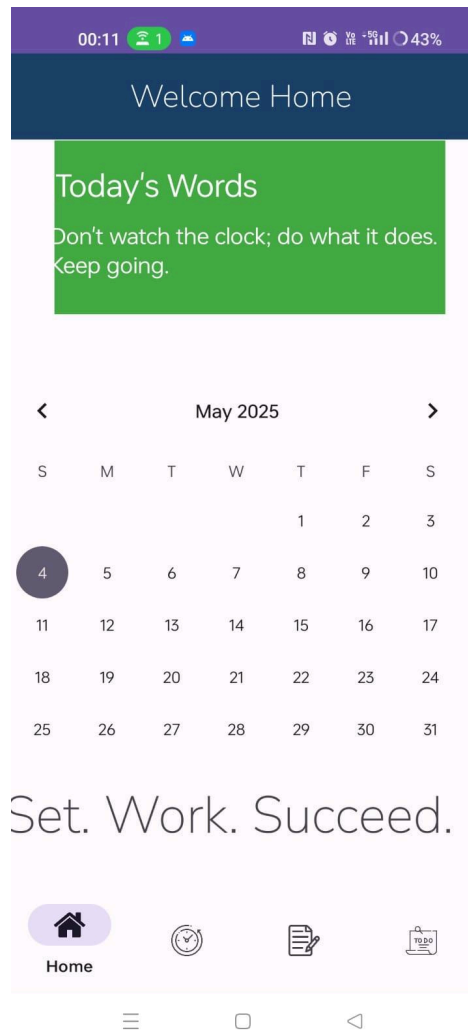 00:11 1 Vo LTE 5G 43%
Welcome Home
Today's Words
Don't watch the clock; do what it does.
Keep going.
May 2025
S M T W T F S
1 2 3
4 5 6 7 8 9 10
11 12 13 14 15 16 17
18 19 20 21 22 23 24
25 26 27 28 29 30 31
Set. Work. Succeed.
TO DO
Home